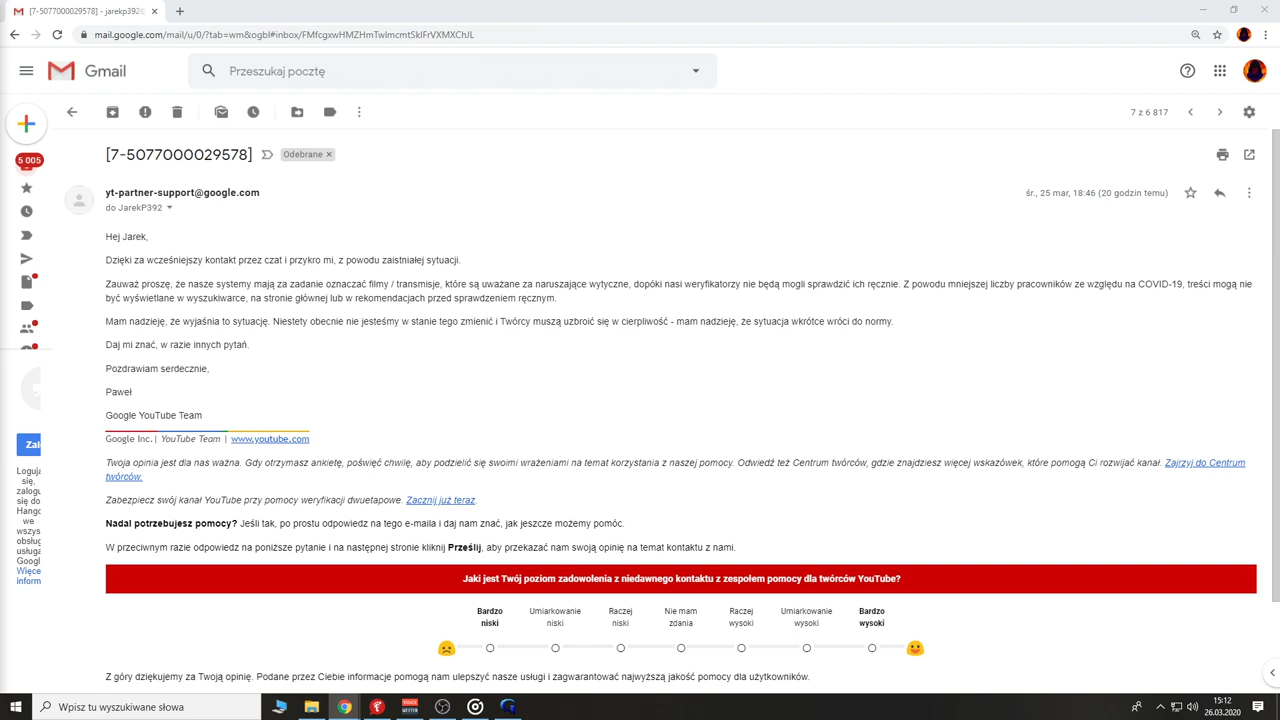 [7-5077000029578] - jarekp392@
mail.google.com/mail/u/0/?tab=wm&ogbl#inbox/FMfcgxwHMZHmTwlmcmtSklFrVXMXChJL
Gmail
Przeszukaj pocztę
7 z 6 817
[7-5077000029578]
Odebrane
5 005
yt-partner-support@google.com
śr., 25 mar, 18:46 (20 godzin temu)
do JarekP392
Hej Jarek,
Dzięki za wcześniejszy kontakt przez czat i przykro mi, z powodu zaistniałej sytuacji.
Zauważ proszę, że nasze systemy mają za zadanie oznaczać filmy / transmisje, które są uważane za naruszające wytyczne, dopóki nasi weryfikatorzy nie będą mogli sprawdzić ich ręcznie. Z powodu mniejszej liczby pracowników ze względu na COVID-19, treści mogą nie
być wyświetlane w wyszukiwarce, na stronie głównej lub w rekomendacjach przed sprawdzeniem ręcznym.
Mam nadzieję, że wyjaśnia to sytuację. Niestety obecnie nie jesteśmy w stanie tego zmienić i Twórcy muszą uzbroić się w cierpliwość - mam nadzieję, że sytuacja wkrótce wróci do normy.
Daj mi znać, w razie innych pytań.
Pozdrawiam serdecznie,
Paweł
Google YouTube Team
Google Inc. | YouTube Team | www.youtube.com
Twoja opinia jest dla nas ważna. Gdy otrzymasz ankietę, poświęć chwilę, aby podzielić się swoimi wrażeniami na temat korzystania z naszej pomocy. Odwiedź też Centrum twórców, gdzie znajdziesz więcej wskazówek, które pomogą Ci rozwijać kanał. Zajrzyj do Centrum
twórców.
Zabezpiecz swój kanał YouTube przy pomocy weryfikacji dwuetapowe. Zacznij już teraz.
Nadal potrzebujesz pomocy? Jeśli tak, po prostu odpowiedz na tego e-maila i daj nam znać, jak jeszcze możemy pomóc.
W przeciwnym razie odpowiedz na poniższe pytanie i na następnej stronie kliknij Prześlij, aby przekazać nam swoją opinię na temat kontaktu z nami.
Jaki jest Twój poziom zadowolenia z niedawnego kontaktu z zespołem pomocy dla twórców YouTube?
Bardzo niski
Umiarkowanie niski
Raczej niski
Nie mam zdania
Raczej wysoki
Umiarkowanie wysoki
Bardzo wysoki
Z góry dziękujemy za Twoją opinię. Podane przez Ciebie informacje pomogą nam ulepszyć nasze usługi i zagwarantować najwyższą jakość pomocy dla użytkowników.
Zal
Logują
się,
zalogu
się do
Hango
we
wszys
obsług
usługa
Googl
Więce
inform
Wpisz tu wyszukiwane słowa
15:12
26.03.2020